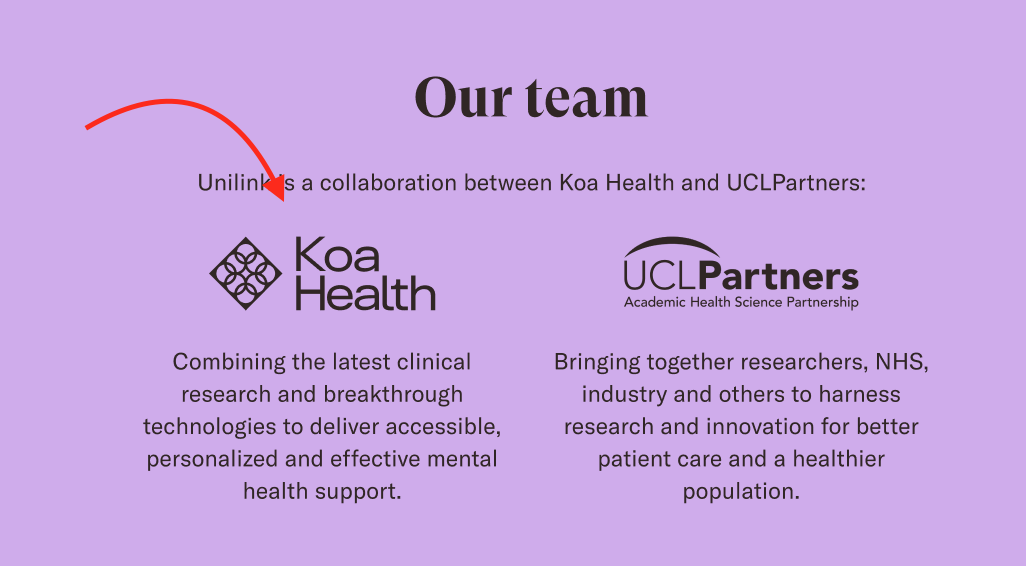 Our team
Unilink is a collaboration between Koa Health and UCLPartners:
Koa
Health
Combining the latest clinical
research and breakthrough
technologies to deliver accessible,
personalized and effective mental
health support.
UCLPartners
Academic Health Science Partnership
Bringing together researchers, NHS,
industry and others to harness
research and innovation for better
patient care and a healthier
population.